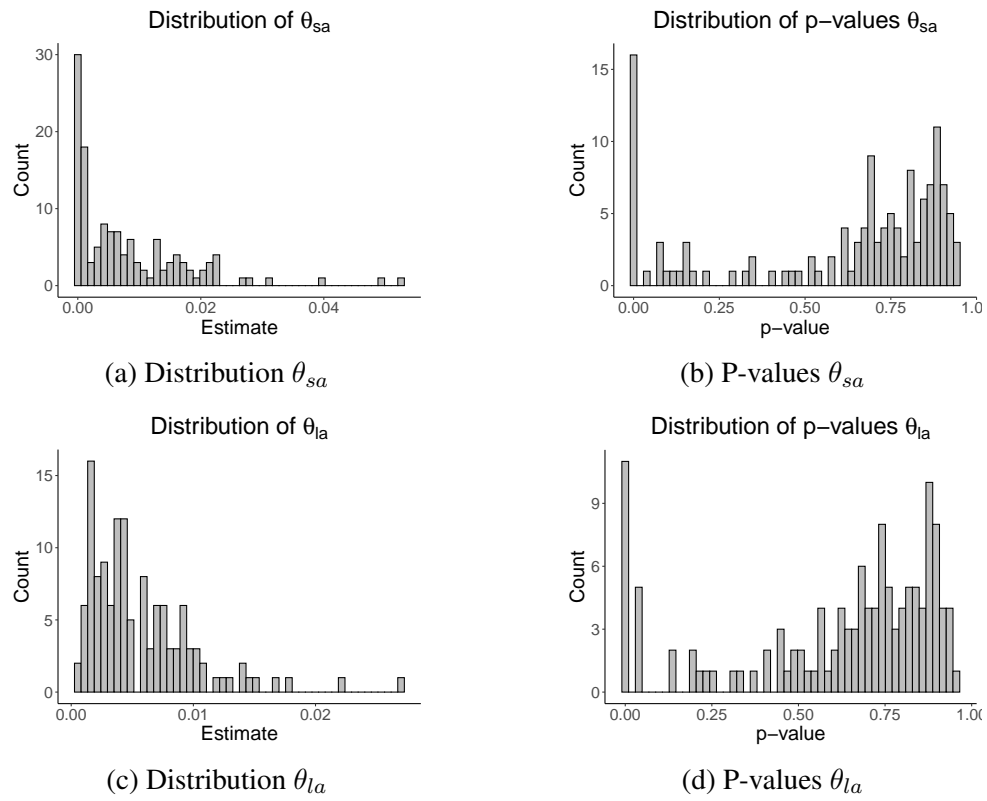 Distribution of θsa
Count
30
20
10
0
0.00
0.02
0.04
Estimate
(a) Distribution θsa
Distribution of p−values θsa
Count
15
10
5
0
0.00
0.25
0.50
0.75
1.0
p−value
(b) P-values θsa
Distribution of θla
Count
15
10
5
0
0.00
0.01
0.02
Estimate
(c) Distribution θla
Distribution of p−values θla
Count
9
6
3
0
0.00
0.25
0.50
0.75
1.00
p−value
(d) P-values θla